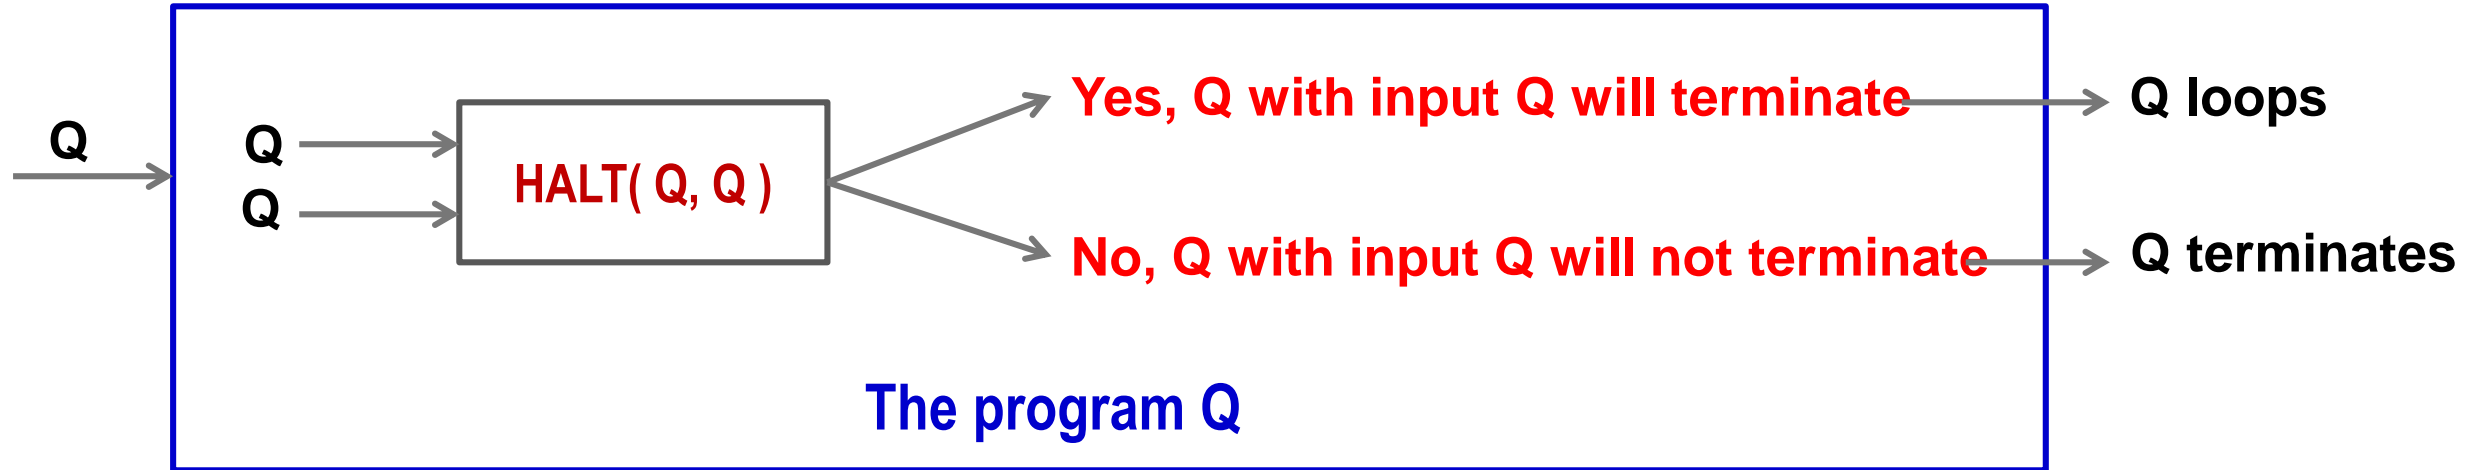 Q
Q
Q
HALT( Q, Q )
Yes, Q with input Q will terminate
Q loops
No, Q with input Q will not terminate
Q terminates
The program Q